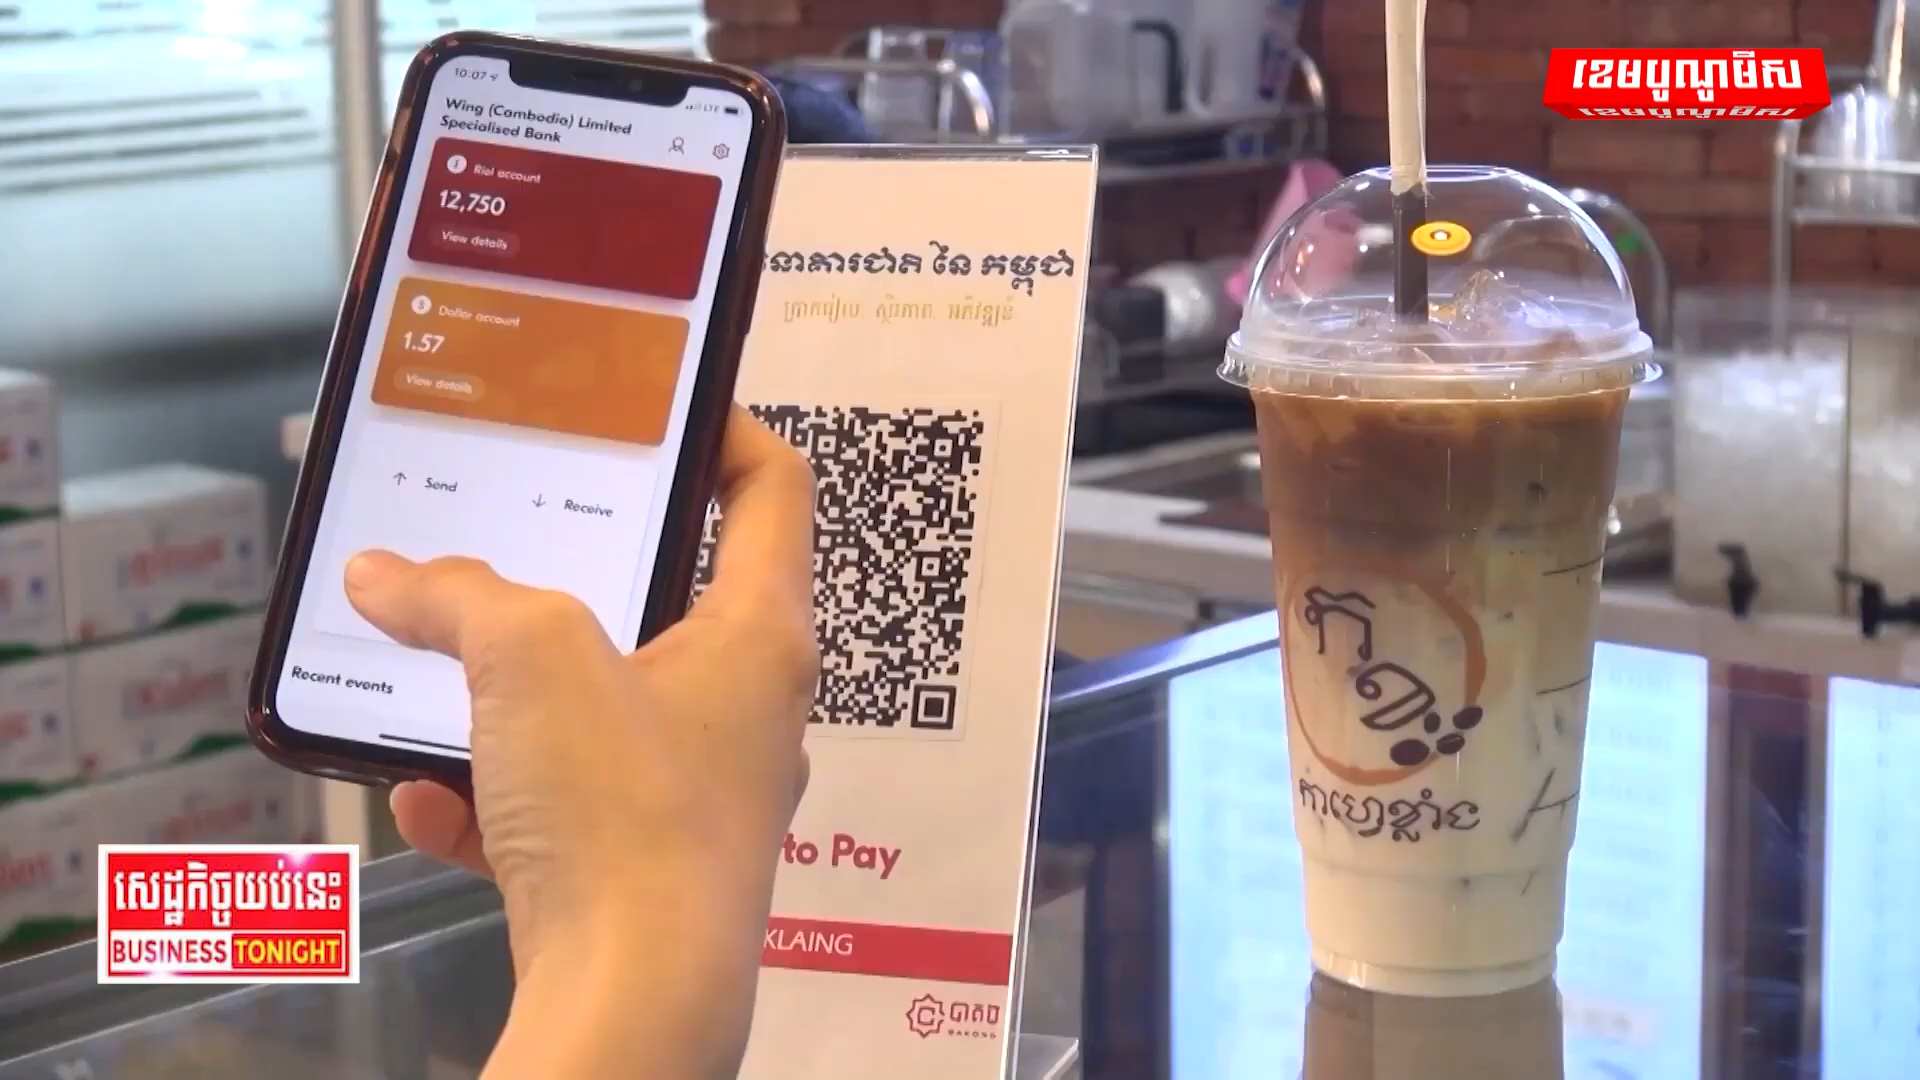 ខេមបូណូមីស
10:07
LTE
Wing (Cambodia) Limited
Specialised Bank
Riel account
12,750
View details
$ Dollar account
1.57
View details
Send
Receive
Recent events
នាគារជាតិ នៃ កម្ពុជា
to Pay
KLAING
បាគង
BAKONG
កាហ្វេខ្លាំង
សេដ្ឋកិច្ចយប់នេះ
BUSINESS TONIGHT